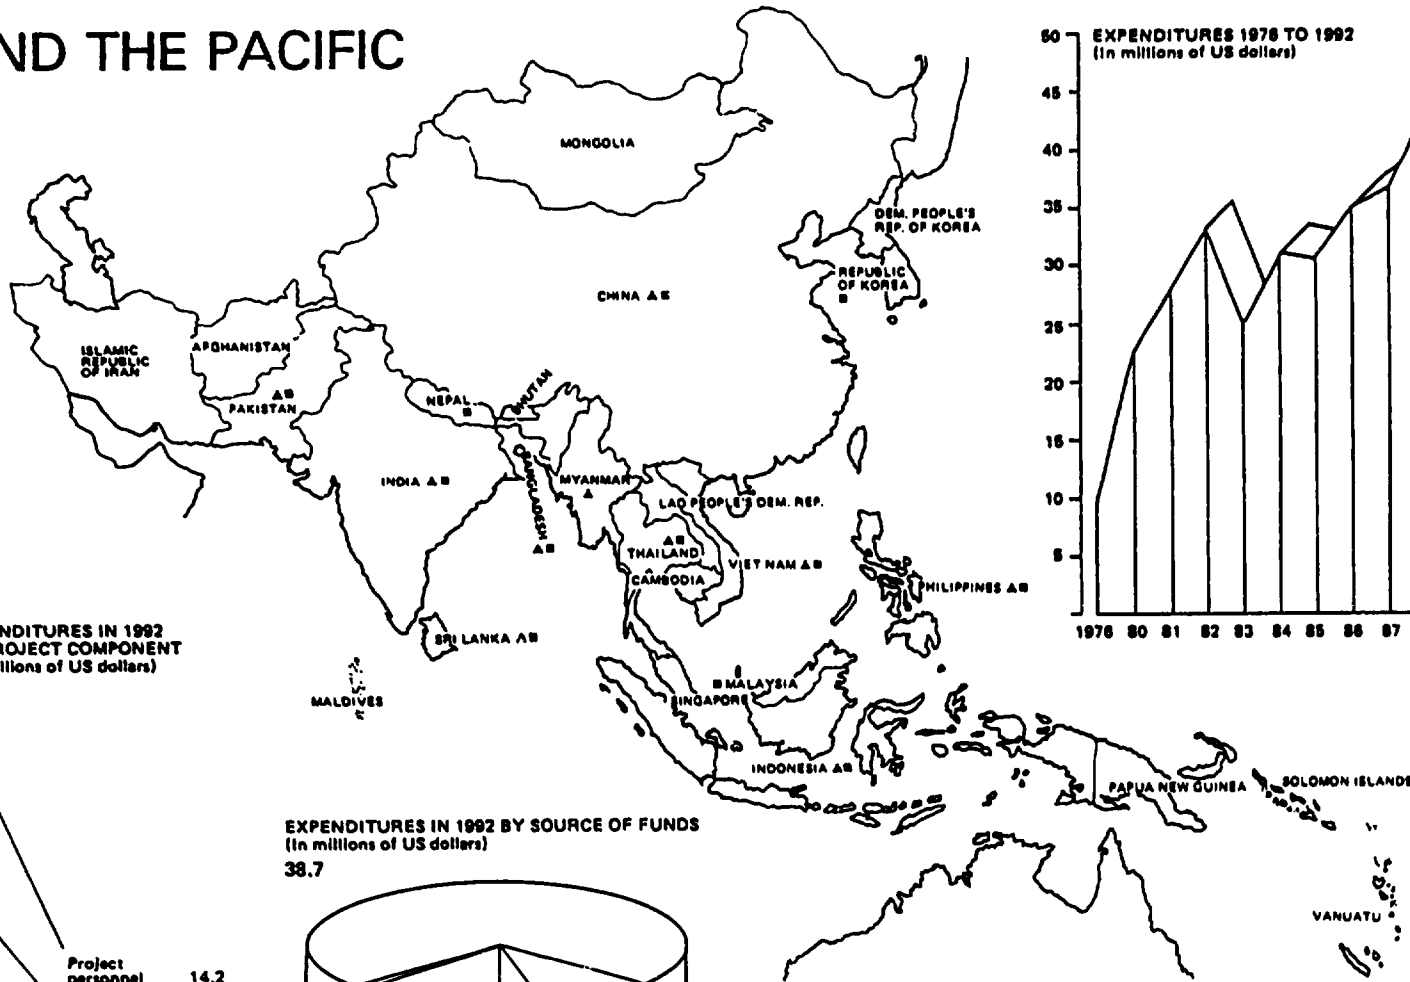 ND THE PACIFIC
EXPENDITURES 1976 TO 1992
(In millions of US dollars)
50
45
40
35
30
25
20
15
10
5
1976 80 81 82 83 84 85 86 87
MONGOLIA
DEM. PEOPLE'S
REP. OF KOREA
REPUBLIC
OF KOREA
CHINA
ISLAMIC
REPUBLIC
OF IRAN
AFGHANISTAN
PAKISTAN
NEPAL
BHUTAN
INDIA
BANGLADESH
MYANMAR
LAO PEOPLE'S DEM. REP.
THAILAND
VIET NAM
CAMBODIA
PHILIPPINES
SRI LANKA
MALDIVES
MALAYSIA
SINGAPORE
INDONESIA
PAPUA NEW GUINEA
SOLOMON ISLANDS
VANUATU
NDITURES IN 1992
ROJECT COMPONENT
llions of US dollars)
EXPENDITURES IN 1992 BY SOURCE OF FUNDS
(In millions of US dollars)
38.7
Project
personnel 14.2